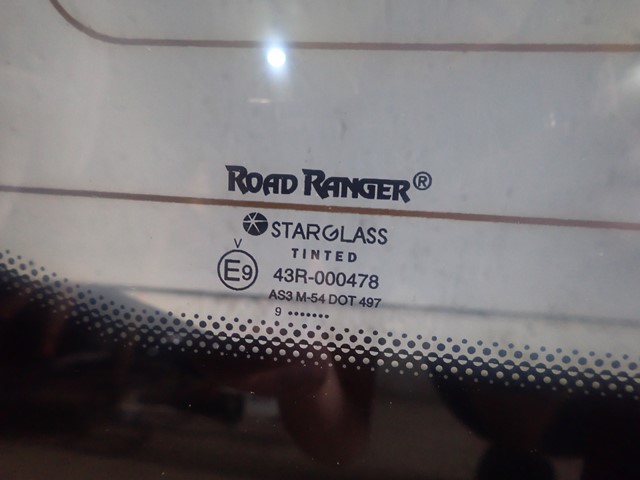 ROAD RANGER®
STARGLASS
TINTED
V
E9 43R-000478
AS3 M-54 DOT 497
9 •••••••